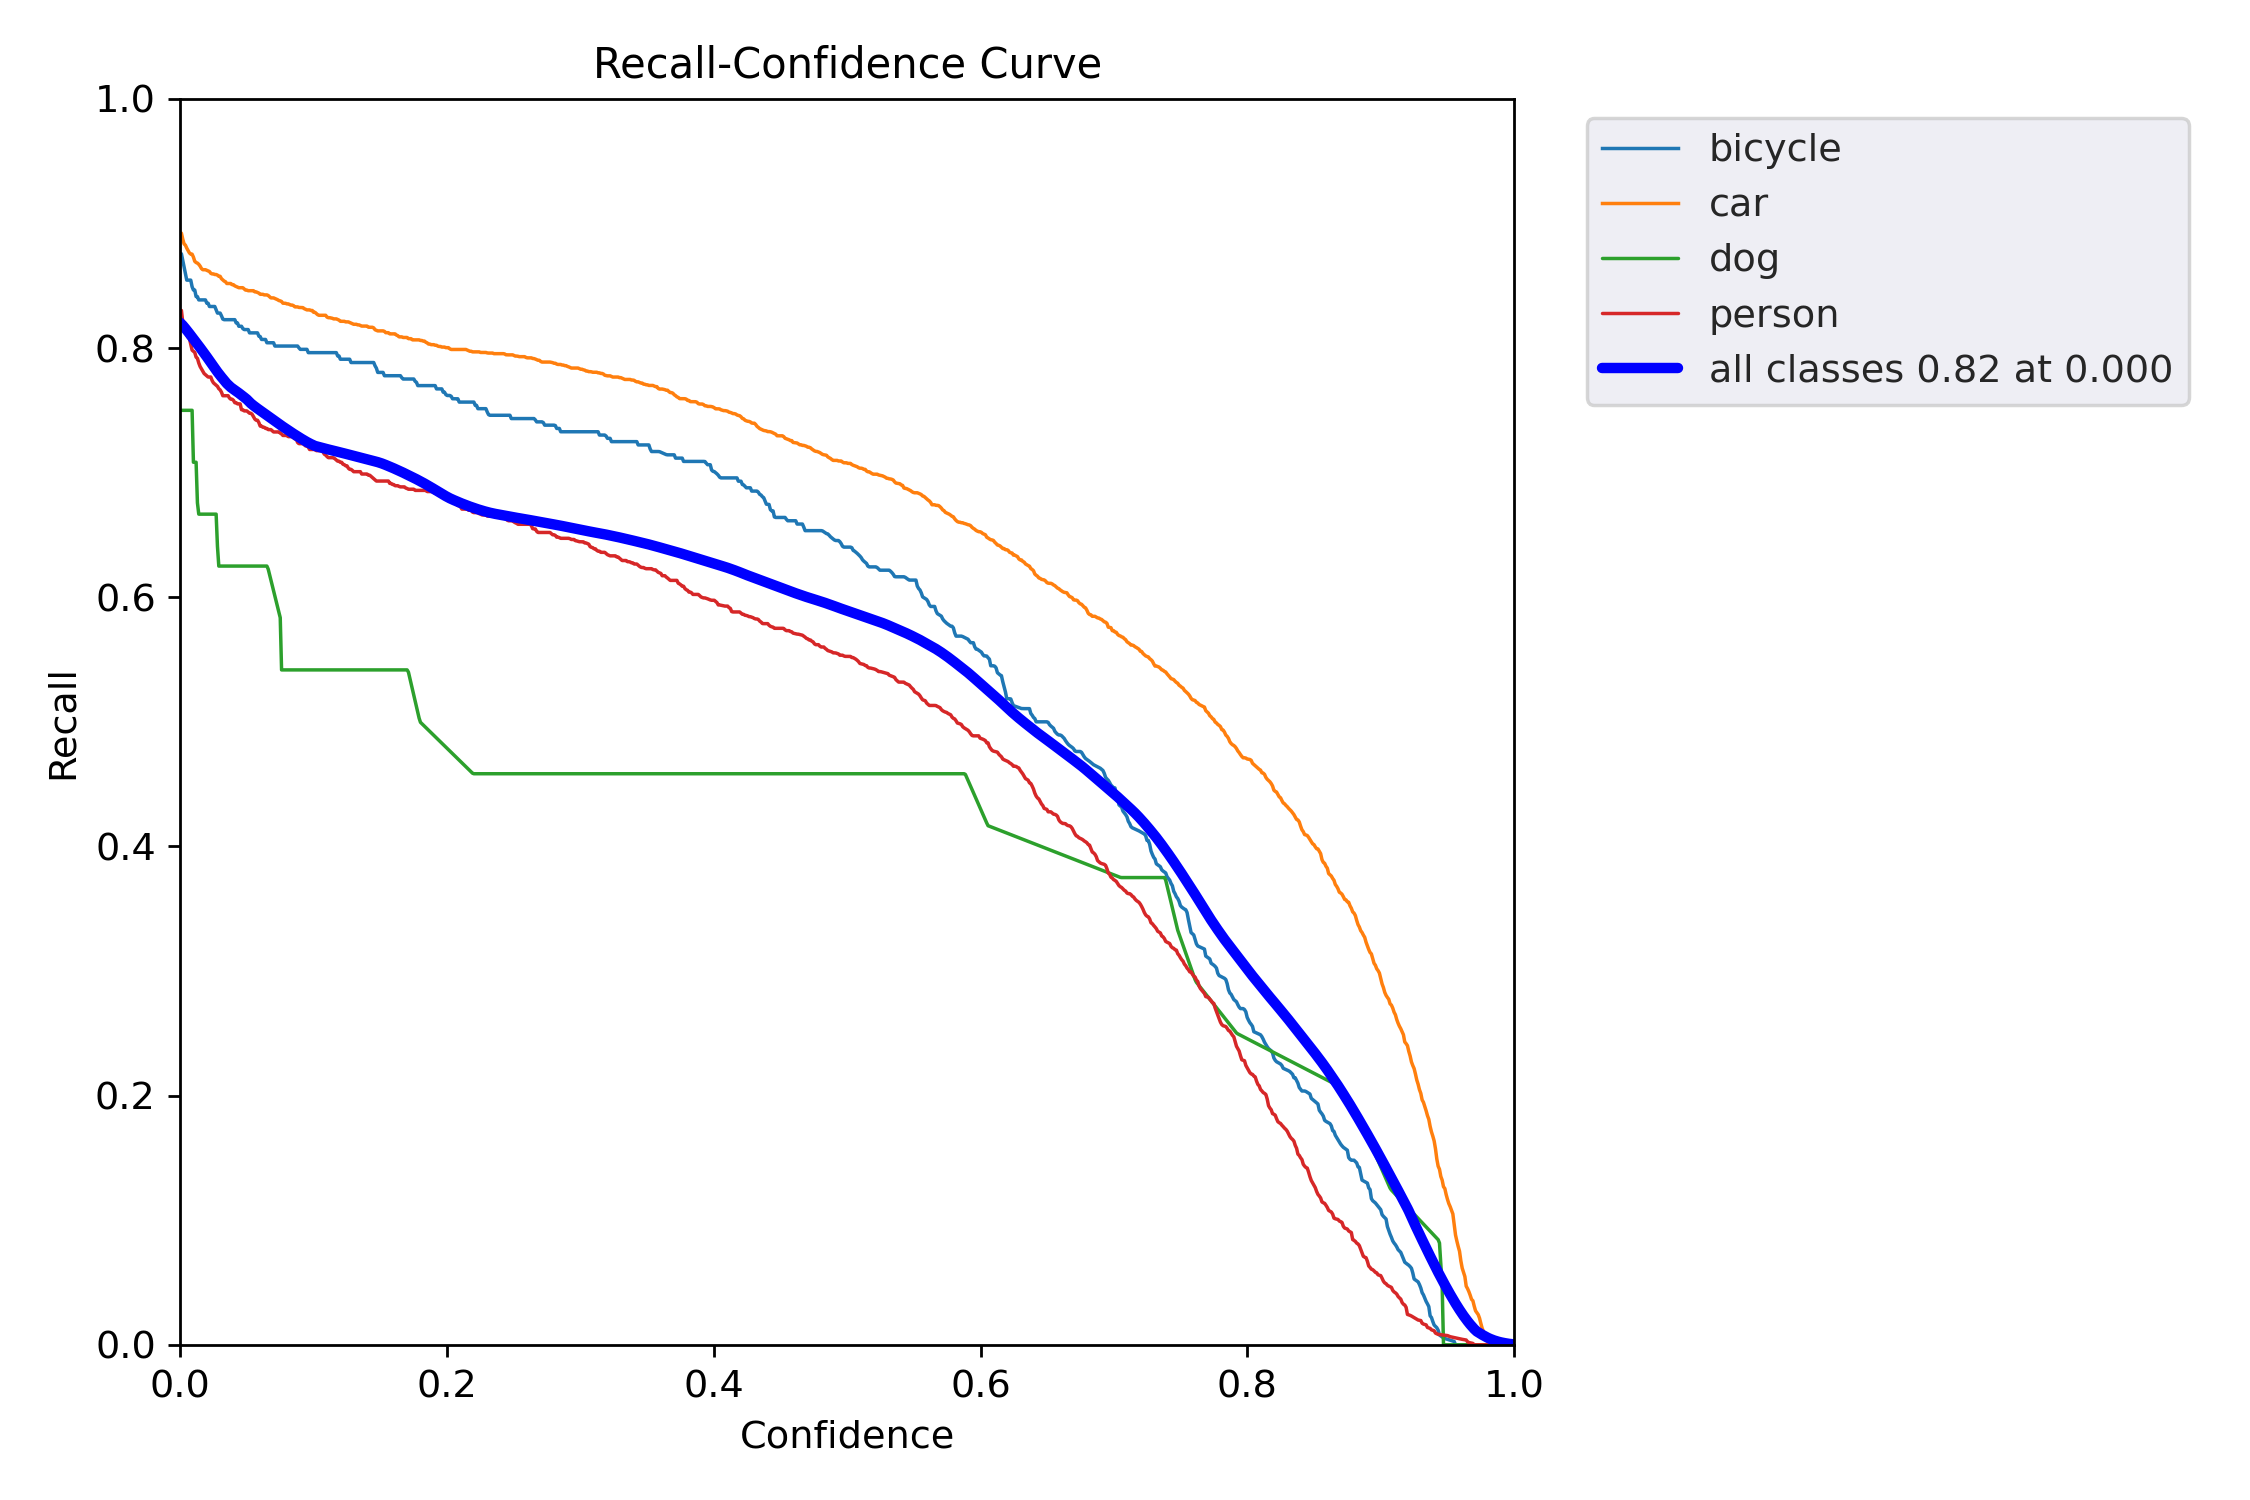 Recall-Confidence Curve
1.0
0.8
0.6
0.4
0.2
0.0
Recall
0.0 0.2 0.4 0.6 0.8 1.0
Confidence
bicycle
car
dog
person
all classes 0.82 at 0.000